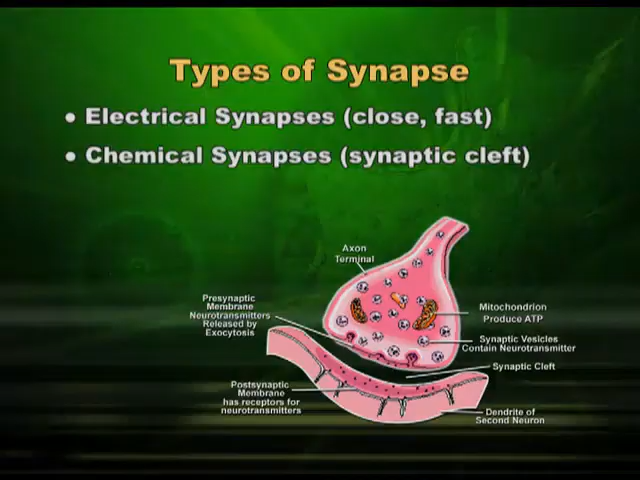 Types of Synapse
● Electrical Synapses (close, fast)
● Chemical Synapses (synaptic cleft)
Axon
Terminal
Presynaptic
Membrane
Neurotransmitters
Released by
Exocytosis
Mitochondrion
Produce ATP
Synaptic Vesicles
Contain Neurotransmitter
Synaptic Cleft
Postsynaptic
Membrane
has receptors for
neurotransmitters
Dendrite of
Second Neuron